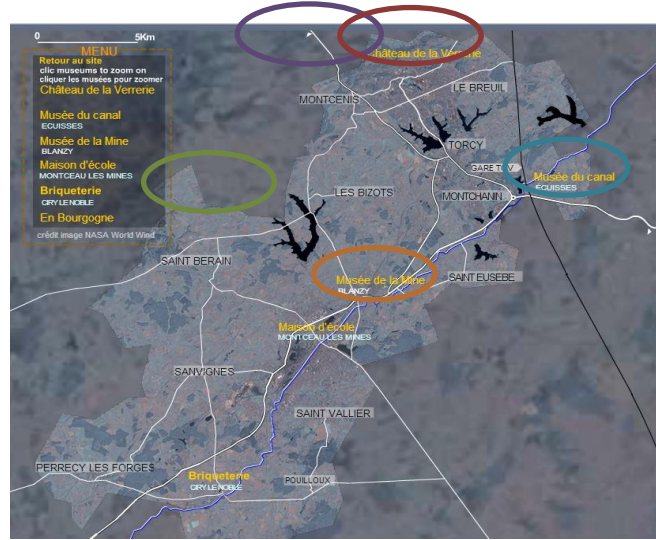 0 5Km
MENU
Retour au site
clic museums to zoom on
cliquer les musées pour zoomer
Château de la Verrerie
Musée du canal
ECUISSES
Musée de la Mine
BLANZY
Maison d'école
MONTCEAU LES MINES
Briqueterie
CIRY LE NOBLE
En Bourgogne
crédit image NASA World Wind
Château de la Verrerie
LE BREUIL
MONTCENIS
TORCY
GARE
Musée du canal
ECUISSES
LES BIZOTS
MONTCHANN
SAINT BERAIN
SAINT EUSEBE
Musée de la Mine
BLANZY
Maison d'école
MONTCEAU LES MINES
SANVIGNES
SAINT VALLIER
PERRECY LES FORGES
Briqueterie
CIRY LE NOBLE
POUILLOUX